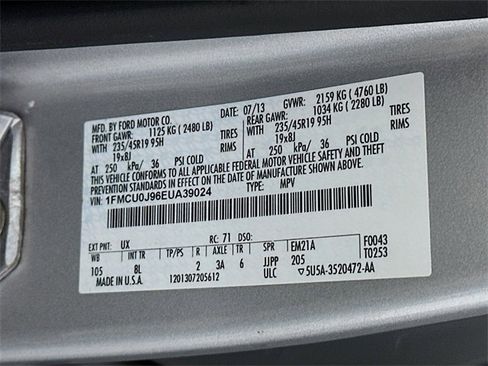 MFD. BY FORD MOTOR CO. 07/13 GVWR: 2159 KG (4760 LB)
FRONT GAWR: 1125 KG (2480 LB) REAR GAWR: 1034 KG (2280 LB)
WITH 235/45R19 95H TIRES WITH 235/45R19 95H TIRES
19x8J RIMS 19x8J RIMS
AT 250 kPa/ 36 PSI COLD AT 250 kPa/ 36 PSI COLD
THIS VEHICLE CONFORMS TO ALL APPLICABLE FEDERAL MOTOR VEHICLE SAFETY AND THEFT
PREVENTION STANDARDS IN EFFECT ON THE DATE OF MANUFACTURE SHOWN ABOVE.
VIN: 1FMCU0J96EUA39024 TYPE: MPV
EXT PNT: UX RC: 71 DSO: F0043
WB INT TR TP/PS R AXLE TR SPR EM21A T0253
105 8L 2 3A 6 JJPP 205
MADE IN U.S.A. 1201307205612 ULC ▽5U5A-3520472-AA